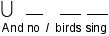 U _ / _ _
And no / birds sing